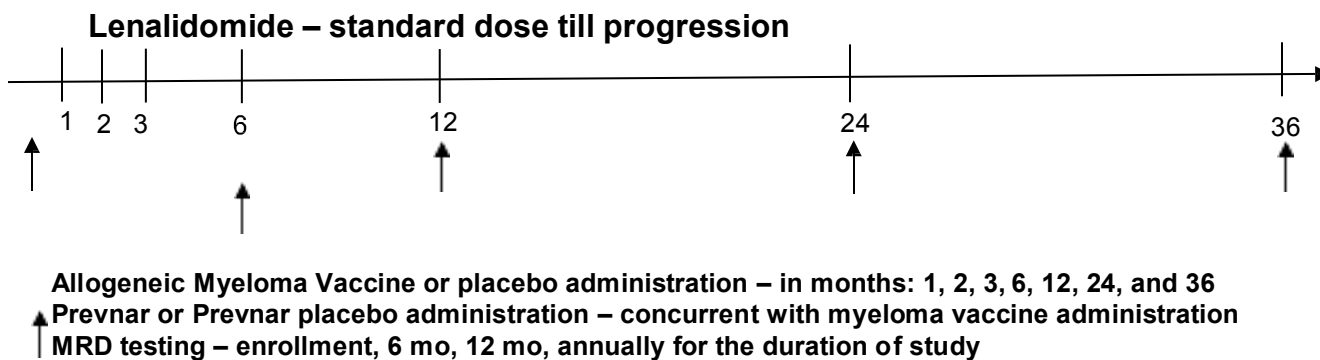 Lenalidomide – standard dose till progression
1 2 3 6 12 24 36
Allogeneic Myeloma Vaccine or placebo administration – in months: 1, 2, 3, 6, 12, 24, and 36
Prevnar or Prevnar placebo administration – concurrent with myeloma vaccine administration
MRD testing – enrollment, 6 mo, 12 mo, annually for the duration of study